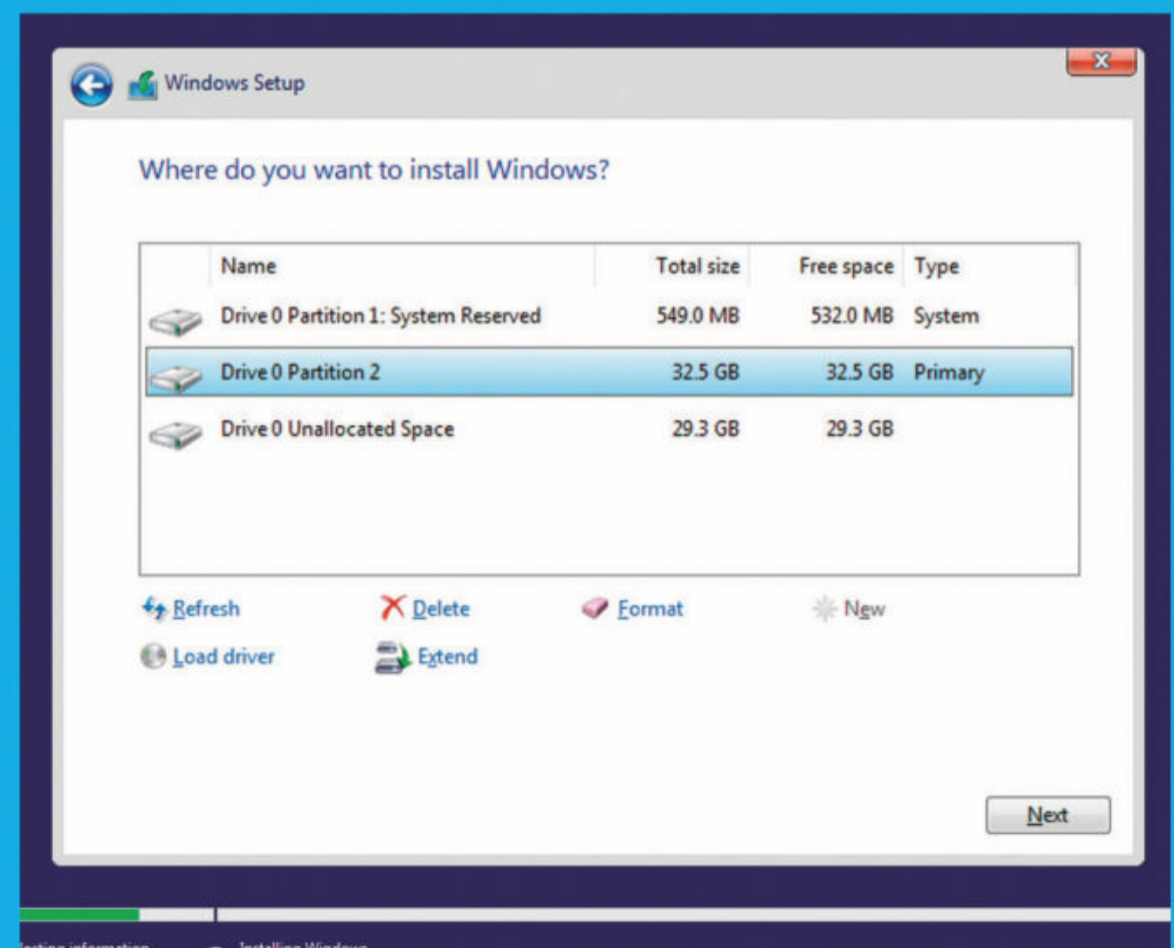 Windows Setup
Where do you want to install Windows?
Name Total size Free space Type
Drive 0 Partition 1: System Reserved 549.0 MB 532.0 MB System
Drive 0 Partition 2 32.5 GB 32.5 GB Primary
Drive 0 Unallocated Space 29.3 GB 29.3 GB
Refresh Delete Format New
Load driver Extend
Next
information Installing Windows